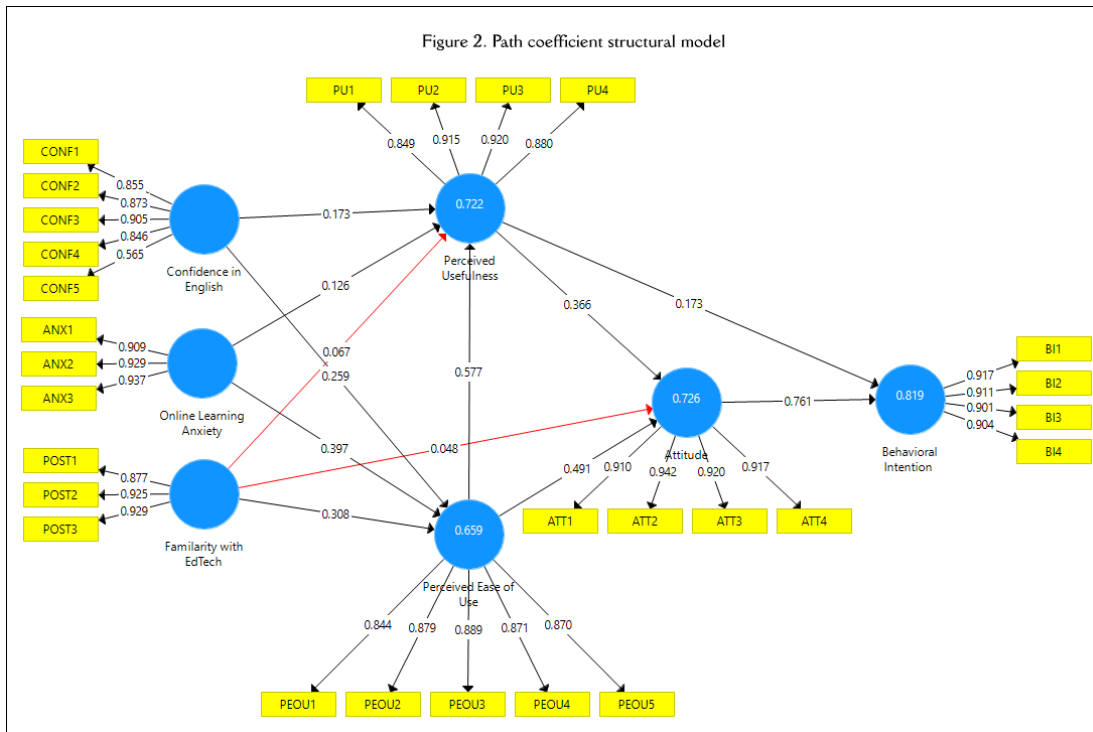 Figure 2. Path coefficient structural model
PU1
PU2
PU3
PU4
0.849
0.915
0.920
0.880
CONF1
CONF2
CONF3
CONF4
CONF5
0.855
0.873
0.905
0.846
0.565
Confidence in
English
0.722
Perceived
Usefulness
0.173
0.126
0.067
0.259
0.577
0.366
0.173
ANX1
ANX2
ANX3
0.909
0.929
0.937
Online Learning
Anxiety
0.397
0.048
0.308
0.491
0.726
Attitude
0.761
0.819
Behavioral
Intention
0.917
0.911
0.901
0.904
BI1
BI2
BI3
BI4
POST1
POST2
POST3
0.877
0.925
0.929
Familarity with
EdTech
0.910
0.942
0.920
0.917
ATT1
ATT2
ATT3
ATT4
0.659
Perceived Ease of
Use
0.844
0.879
0.889
0.871
0.870
PEOU1
PEOU2
PEOU3
PEOU4
PEOU5